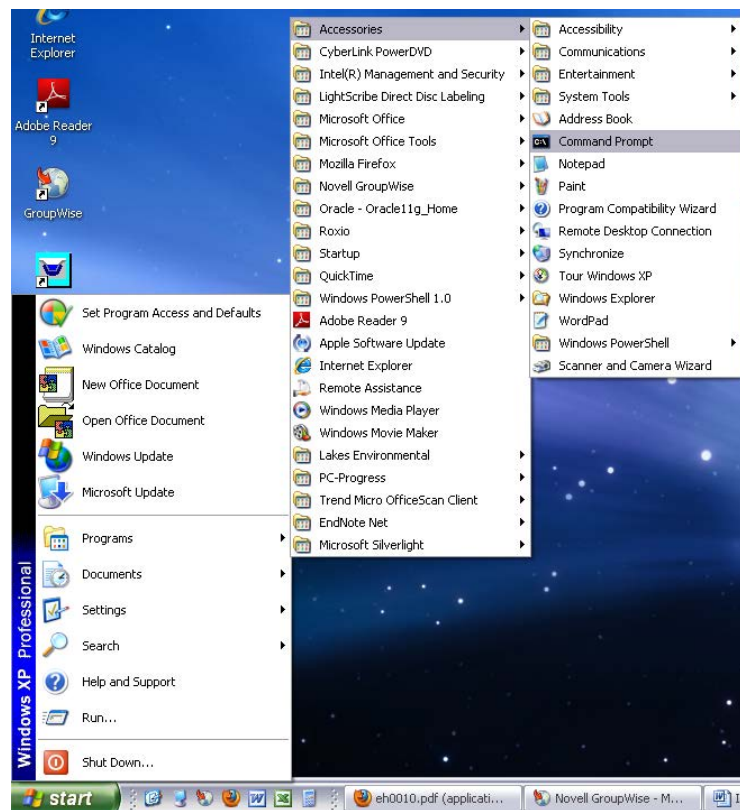 Internet
Explorer
Adobe Reader
9
GroupWise
Set Program Access and Defaults
Windows Catalog
New Office Document
Open Office Document
Windows Update
Microsoft Update
Programs
Documents
Settings
Search
Help and Support
Run...
Shut Down...
Windows XP Professional
Accessories
CyberLink PowerDVD
Intel(R) Management and Security
LightScribe Direct Disc Labeling
Microsoft Office
Microsoft Office Tools
Mozilla Firefox
Novell GroupWise
Oracle - Oracle11g_Home
Roxio
Startup
QuickTime
Windows PowerShell 1.0
Adobe Reader 9
Apple Software Update
Internet Explorer
Remote Assistance
Windows Media Player
Windows Movie Maker
Lakes Environmental
PC-Progress
Trend Micro OfficeScan Client
EndNote Net
Microsoft Silverlight
Accessibility
Communications
Entertainment
System Tools
Address Book
Command Prompt
Notepad
Paint
Program Compatibility Wizard
Remote Desktop Connection
Synchronize
Tour Windows XP
Windows Explorer
WordPad
Windows PowerShell
Scanner and Camera Wizard
start
eh0010.pdf (applicati...
Novell GroupWise - M...